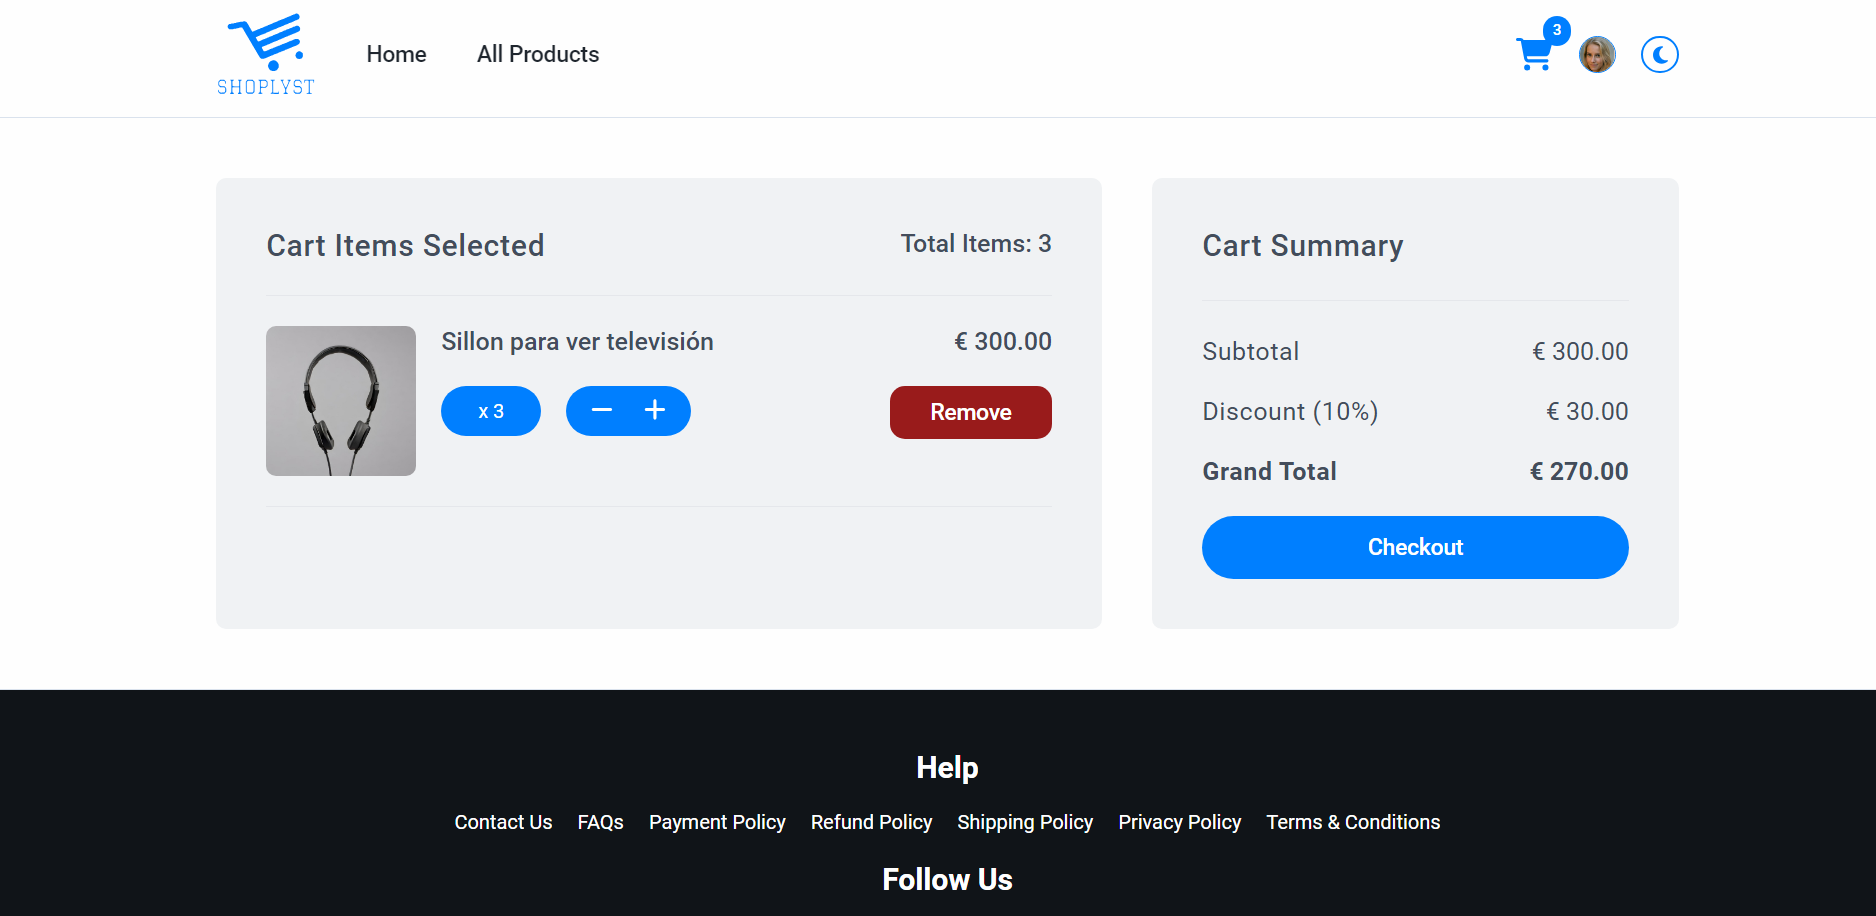 SHOPLYST
Home
All Products
3
Cart Items Selected
Total Items: 3
Sillon para ver televisión
€ 300.00
x 3
Remove
Cart Summary
Subtotal
€ 300.00
Discount (10%)
€ 30.00
Grand Total
€ 270.00
Checkout
Help
Contact Us
FAQs
Payment Policy
Refund Policy
Shipping Policy
Privacy Policy
Terms & Conditions
Follow Us